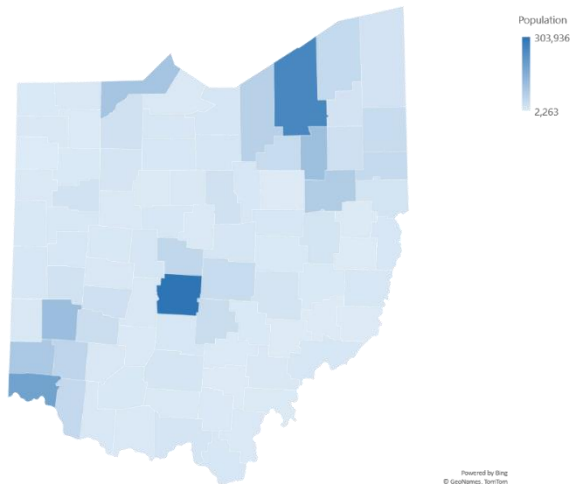 Population
303,936
2,263
Powered by Bing
© GeoNames, TomTom